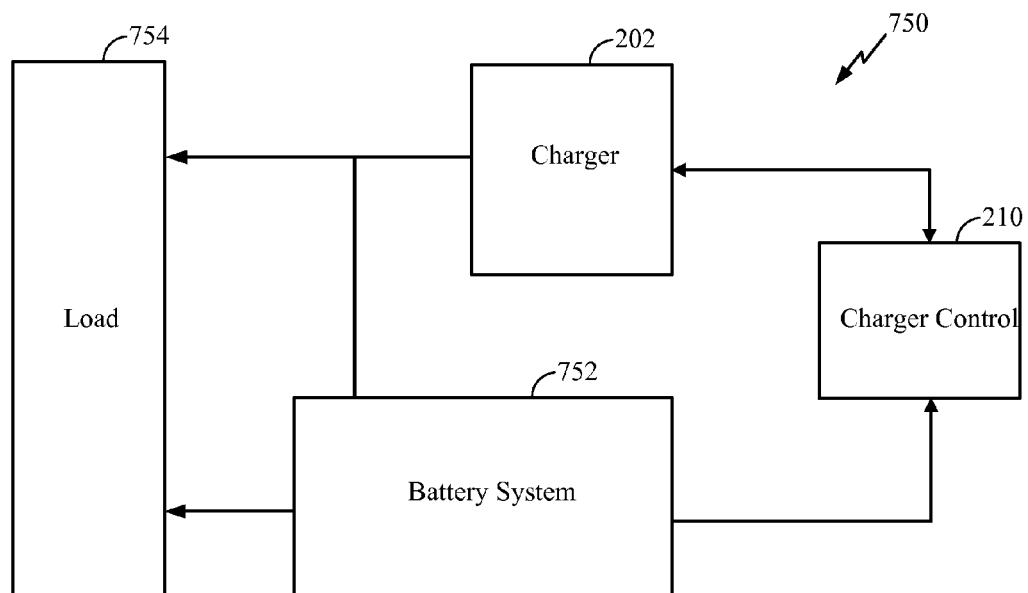 754
202
750
Charger
210
Load
Charger Control
752
Battery System